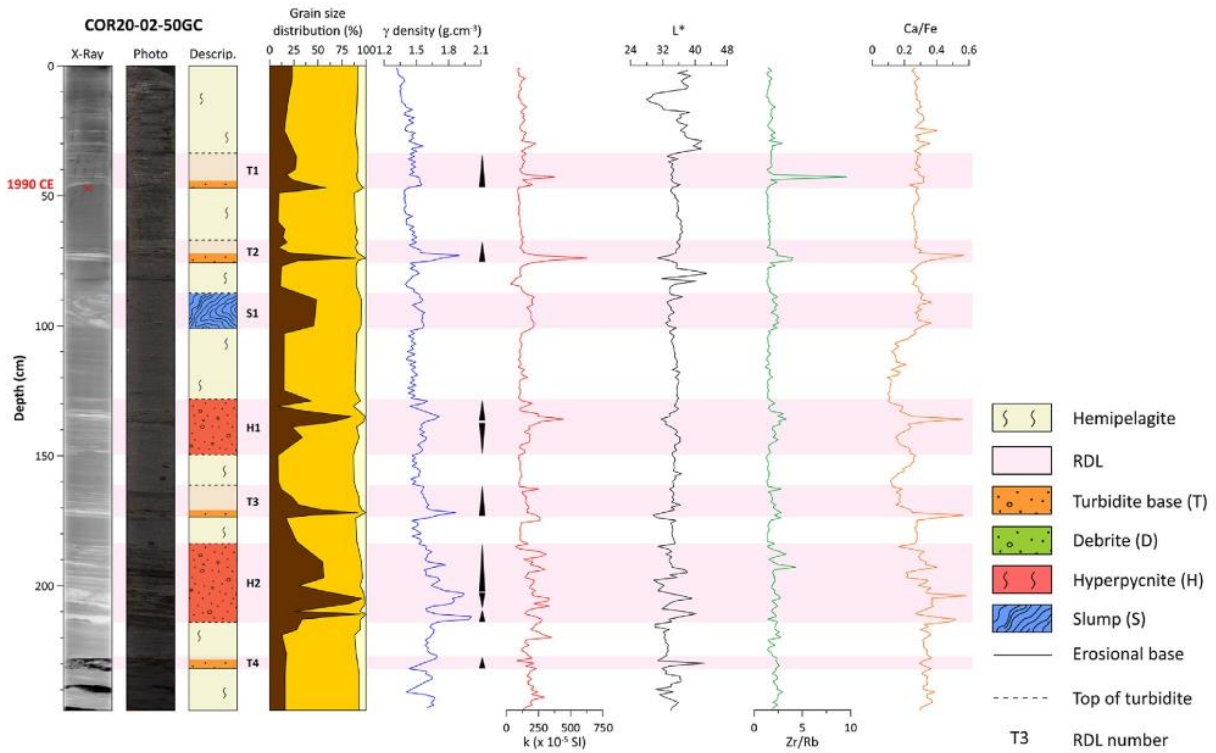 COR20-02-50GC
Grain size
distribution (%)
γ density (g.cm⁻³)
L*
Ca/Fe
X-Ray Photo Descrip.
0 25 50 75 100
1.2 1.5 1.8 2.1
24 32 40 48
0 0.2 0.4 0.6
Depth (cm)
0
50
100
150
200
1990 CE
T1
T2
S1
H1
T3
H2
T4
0 250 500 750
k (x 10⁻⁵ SI)
0 5 10
Zr/Rb
Hemipelagite
RDL
Turbidite base (T)
Debrite (D)
Hyperpycnite (H)
Slump (S)
Erosional base
Top of turbidite
T3 RDL number